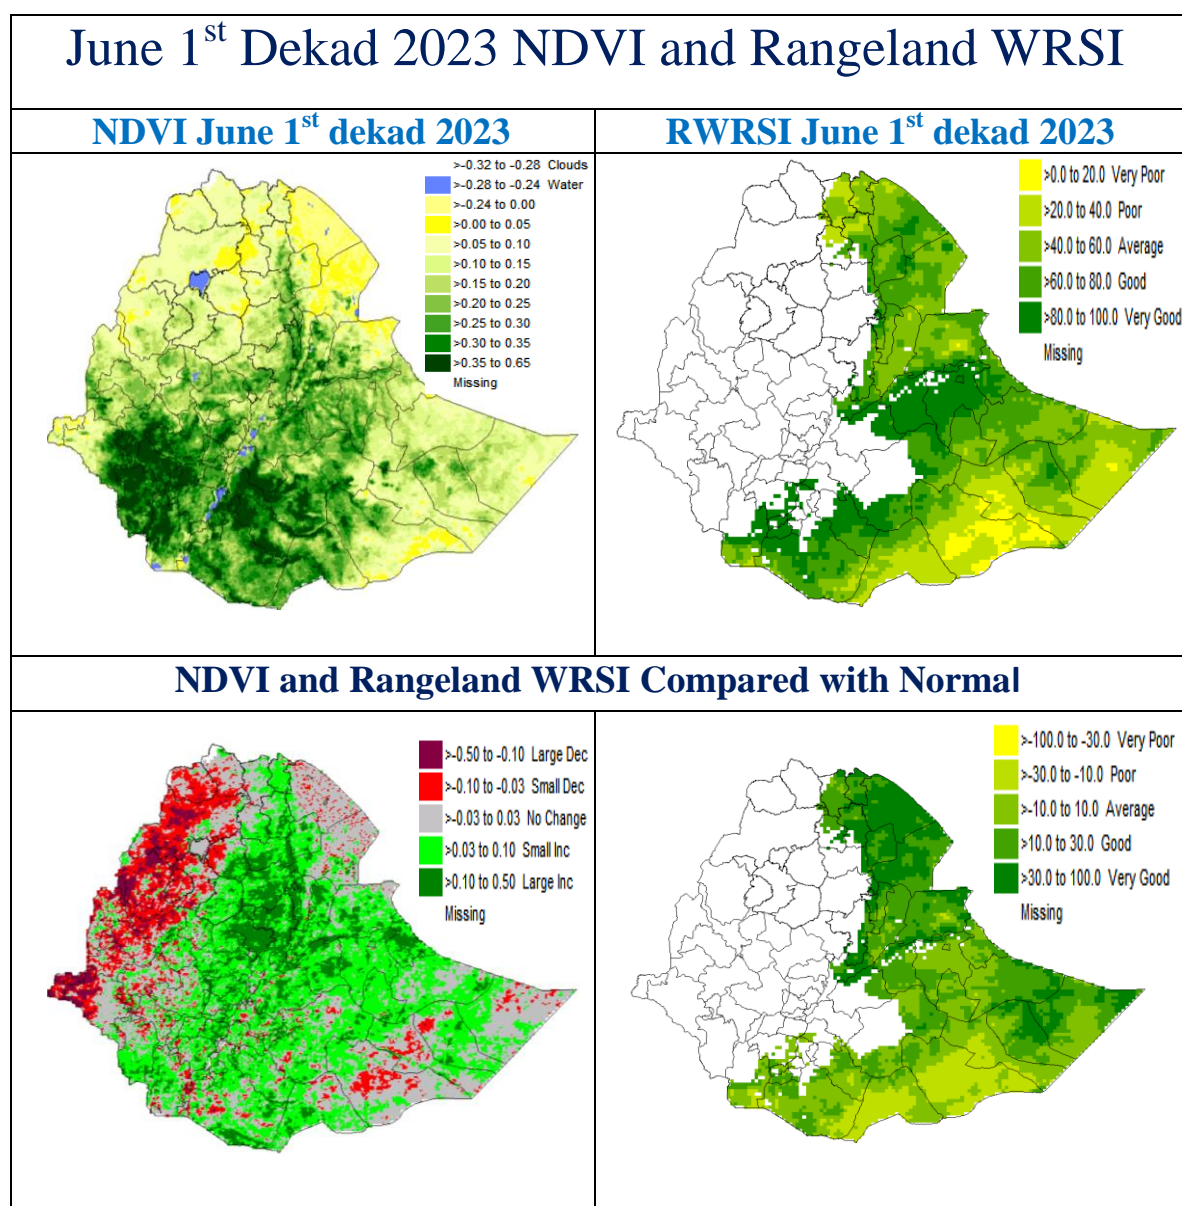 June 1st Dekad 2023 NDVI and Rangeland WRSI
NDVI June 1st dekad 2023
RWRSI June 1st dekad 2023
>-0.32 to -0.28 Clouds
>-0.28 to -0.24 Water
>-0.24 to 0.00
>0.00 to 0.05
>0.05 to 0.10
>0.10 to 0.15
>0.15 to 0.20
>0.20 to 0.25
>0.25 to 0.30
>0.30 to 0.35
>0.35 to 0.65
Missing
>0.0 to 20.0 Very Poor
>20.0 to 40.0 Poor
>40.0 to 60.0 Average
>60.0 to 80.0 Good
>80.0 to 100.0 Very Good
Missing
NDVI and Rangeland WRSI Compared with Normal
>-0.50 to -0.10 Large Dec
>-0.10 to -0.03 Small Dec
>-0.03 to 0.03 No Change
>0.03 to 0.10 Small Inc
>0.10 to 0.50 Large Inc
Missing
>-100.0 to -30.0 Very Poor
>-30.0 to -10.0 Poor
>-10.0 to 10.0 Average
>10.0 to 30.0 Good
>30.0 to 100.0 Very Good
Missing